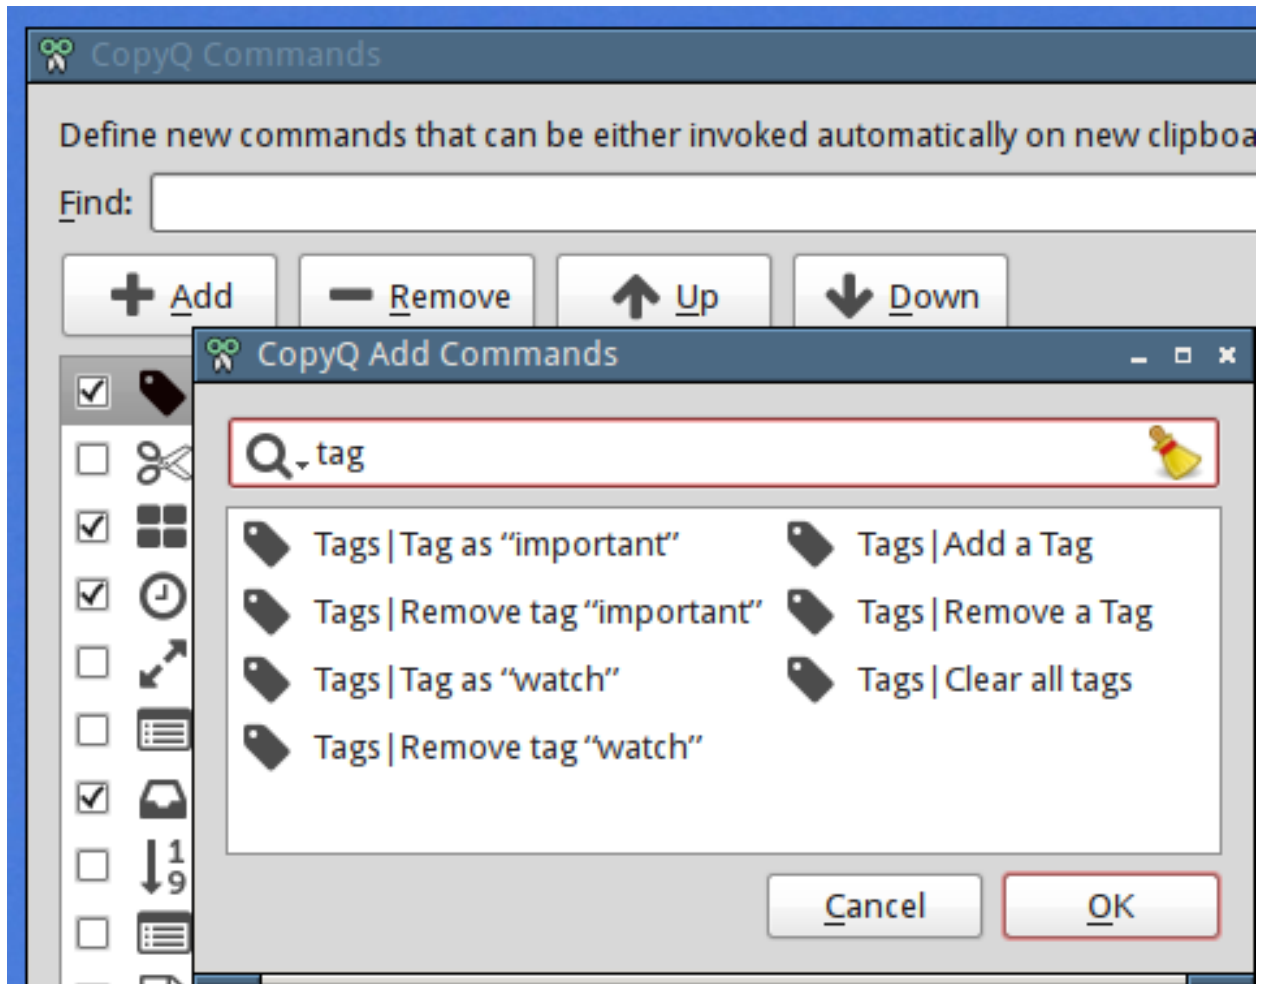 CopyQ Commands
Define new commands that can be either invoked automatically on new clipboa
Find:
Add Remove Up Down
CopyQ Add Commands
tag
Tags|Tag as “important” Tags|Add a Tag
Tags|Remove tag “important” Tags|Remove a Tag
Tags|Tag as “watch” Tags|Clear all tags
Tags|Remove tag “watch”
1
9
Cancel OK